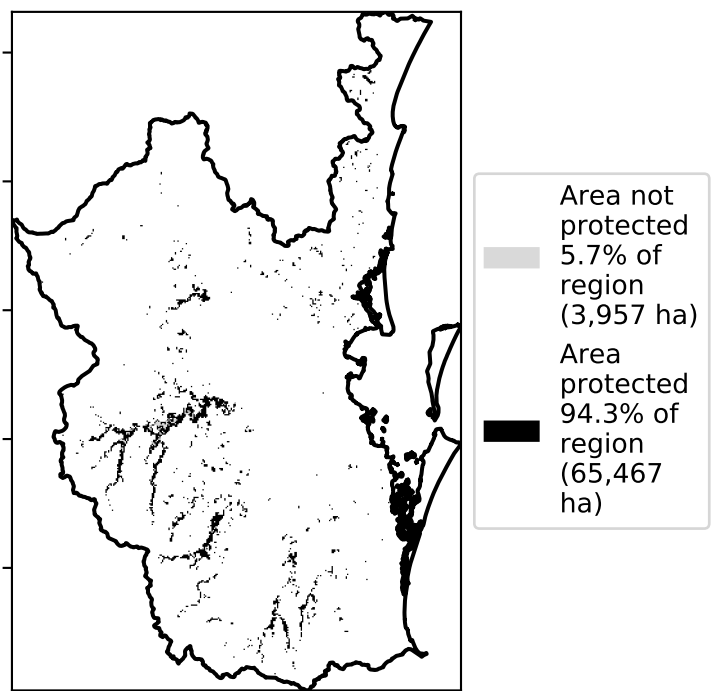 Area not
protected
5.7% of
region
(3,957 ha)
Area
protected
94.3% of
region
(65,467
ha)